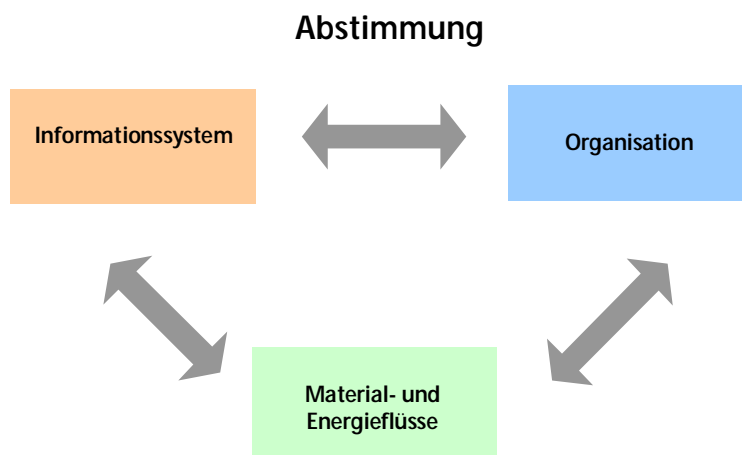 Abstimmung
Informationssystem
Organisation
Material- und
Energieflüsse